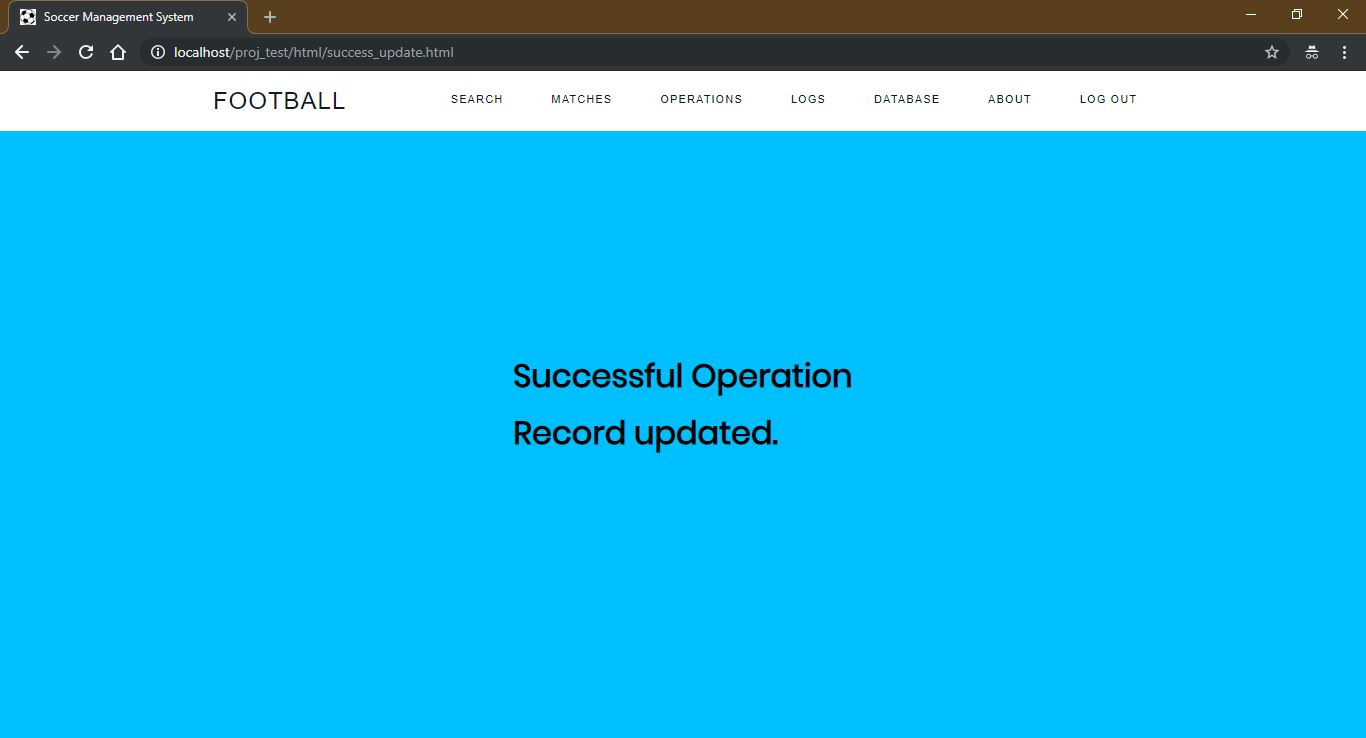 Soccer Management System
localhost/proj_test/html/success_update.html
FOOTBALL SEARCH MATCHES OPERATIONS LOGS DATABASE ABOUT LOG OUT
Successful Operation
Record updated.